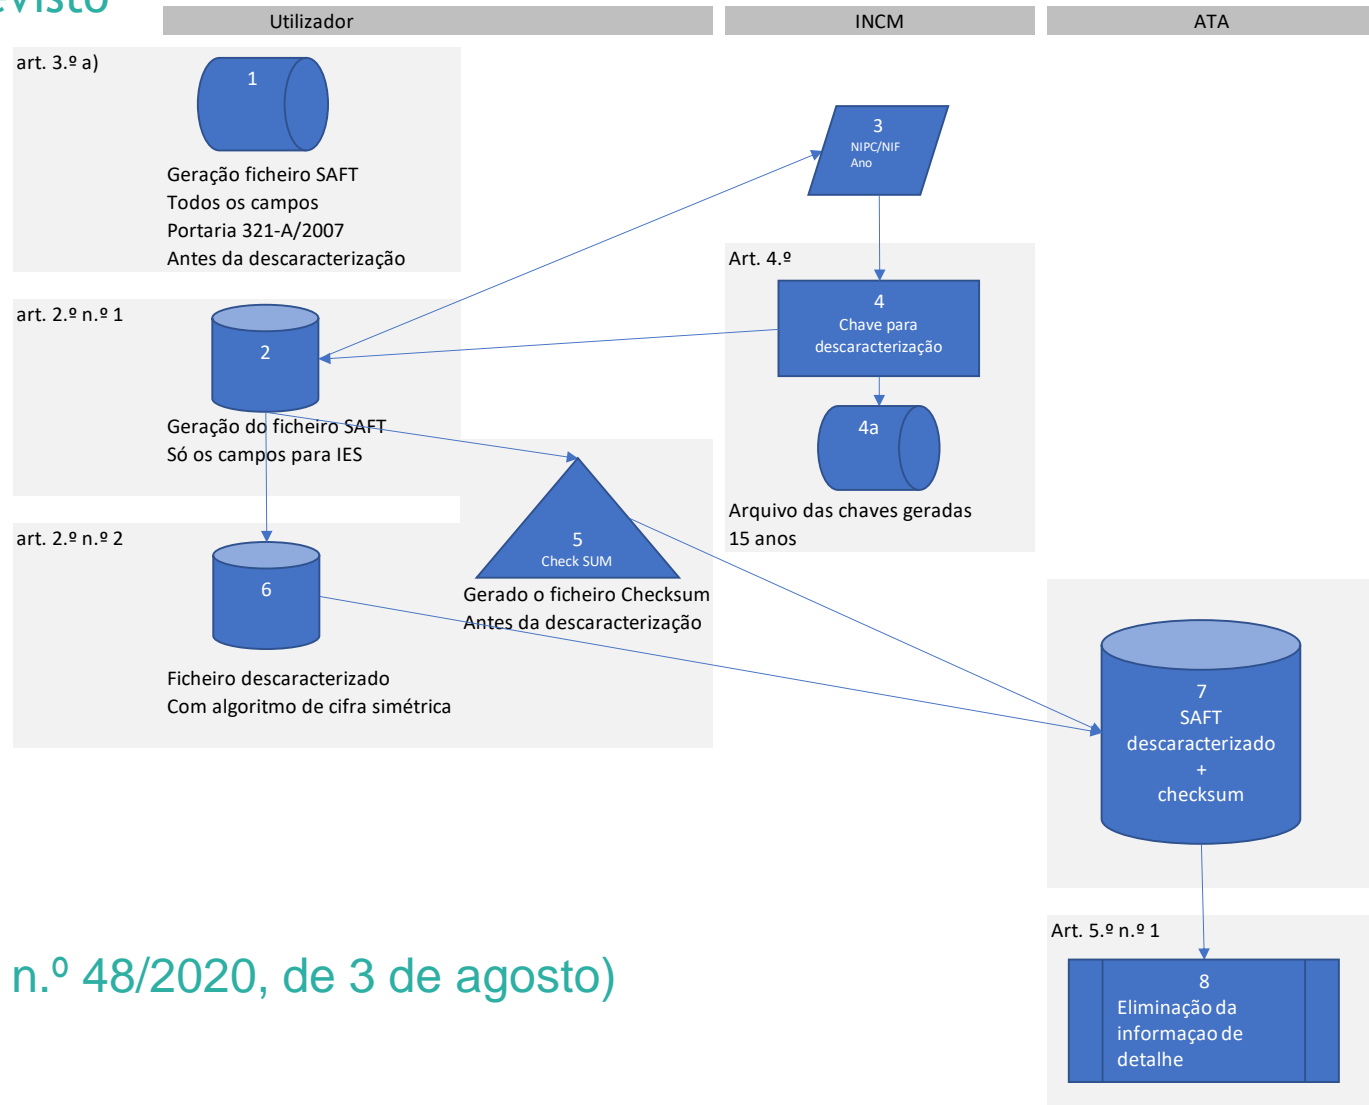 Utilizador
INCM
ATA
art. 3.º a)
1
Geração ficheiro SAFT
Todos os campos
Portaria 321-A/2007
Antes da descaracterização
3
NIPC/NIF
Ano
art. 2.º n.º 1
2
Geração do ficheiro SAFT
Só os campos para IES
Art. 4.º
4
Chave para
descaracterização
4a
Arquivo das chaves geradas
15 anos
5
Check SUM
Gerado o ficheiro Checksum
Antes da descaracterização
art. 2.º n.º 2
6
Ficheiro descaracterizado
Com algoritmo de cifra simétrica
7
SAFT
descaracterizado
+
checksum
Art. 5.º n.º 1
8
Eliminação da
informaçao de
detalhe
n.º 48/2020, de 3 de agosto)